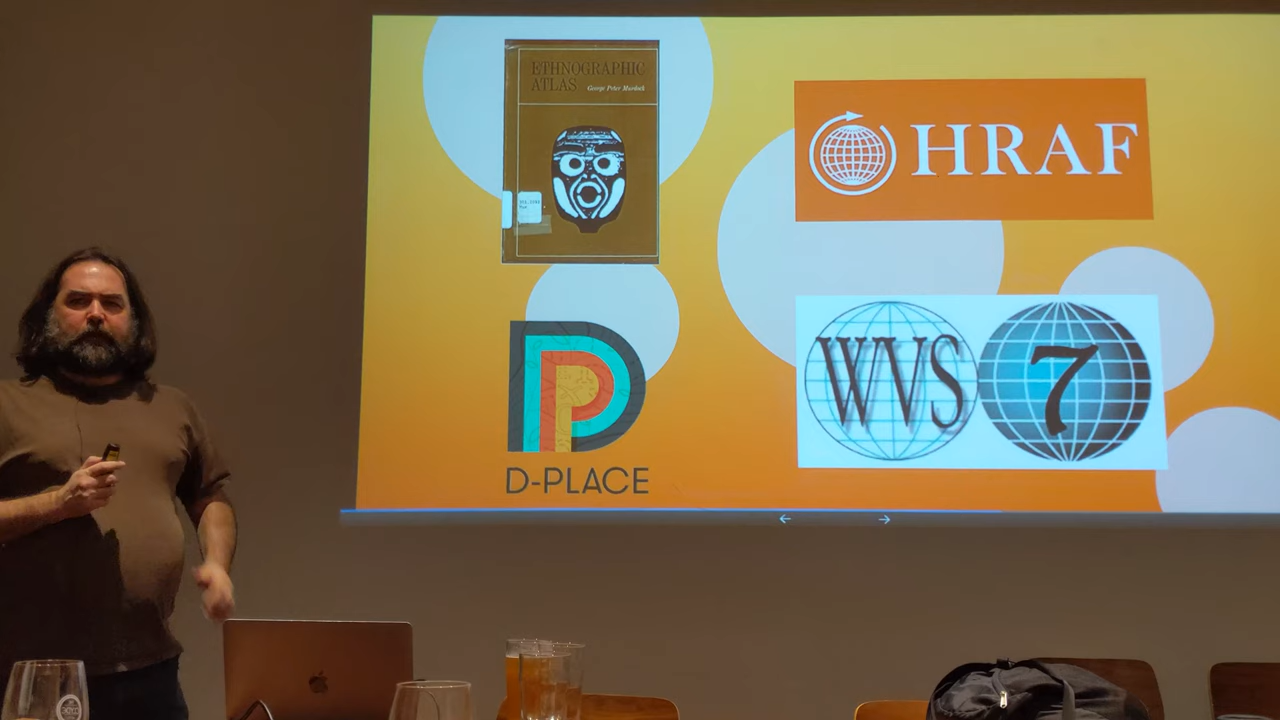 ETHNOGRAPHIC
ATLAS George Peter Murdock
HRAF
D-PLACE
WVS 7